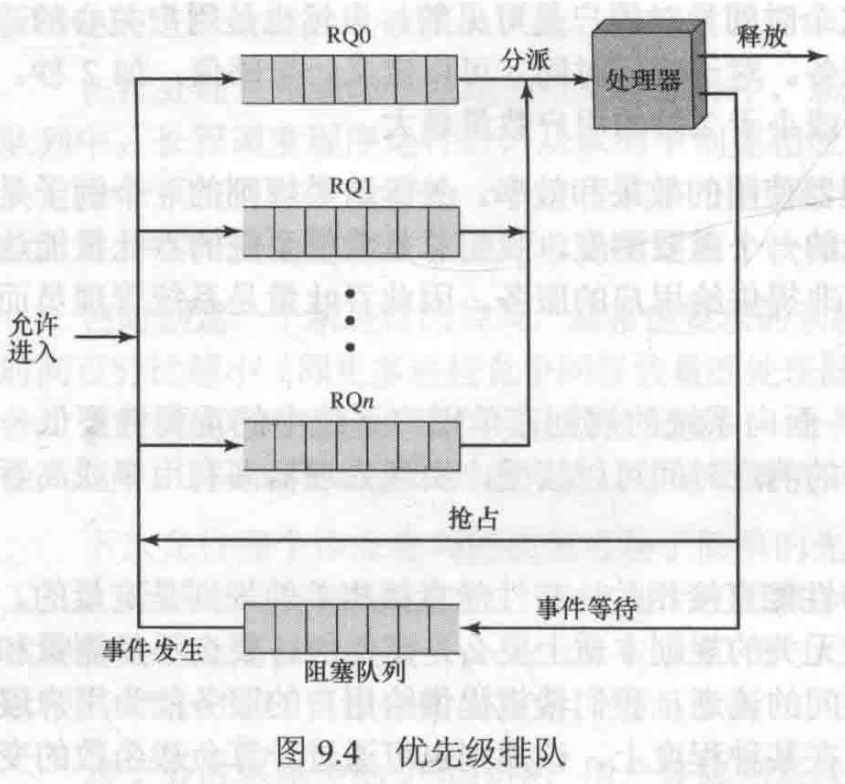 RQ0
分派
释放
处理器
RQ1
允许
进入
RQn
抢占
事件等待
事件发生
阻塞队列
图 9.4 优先级排队